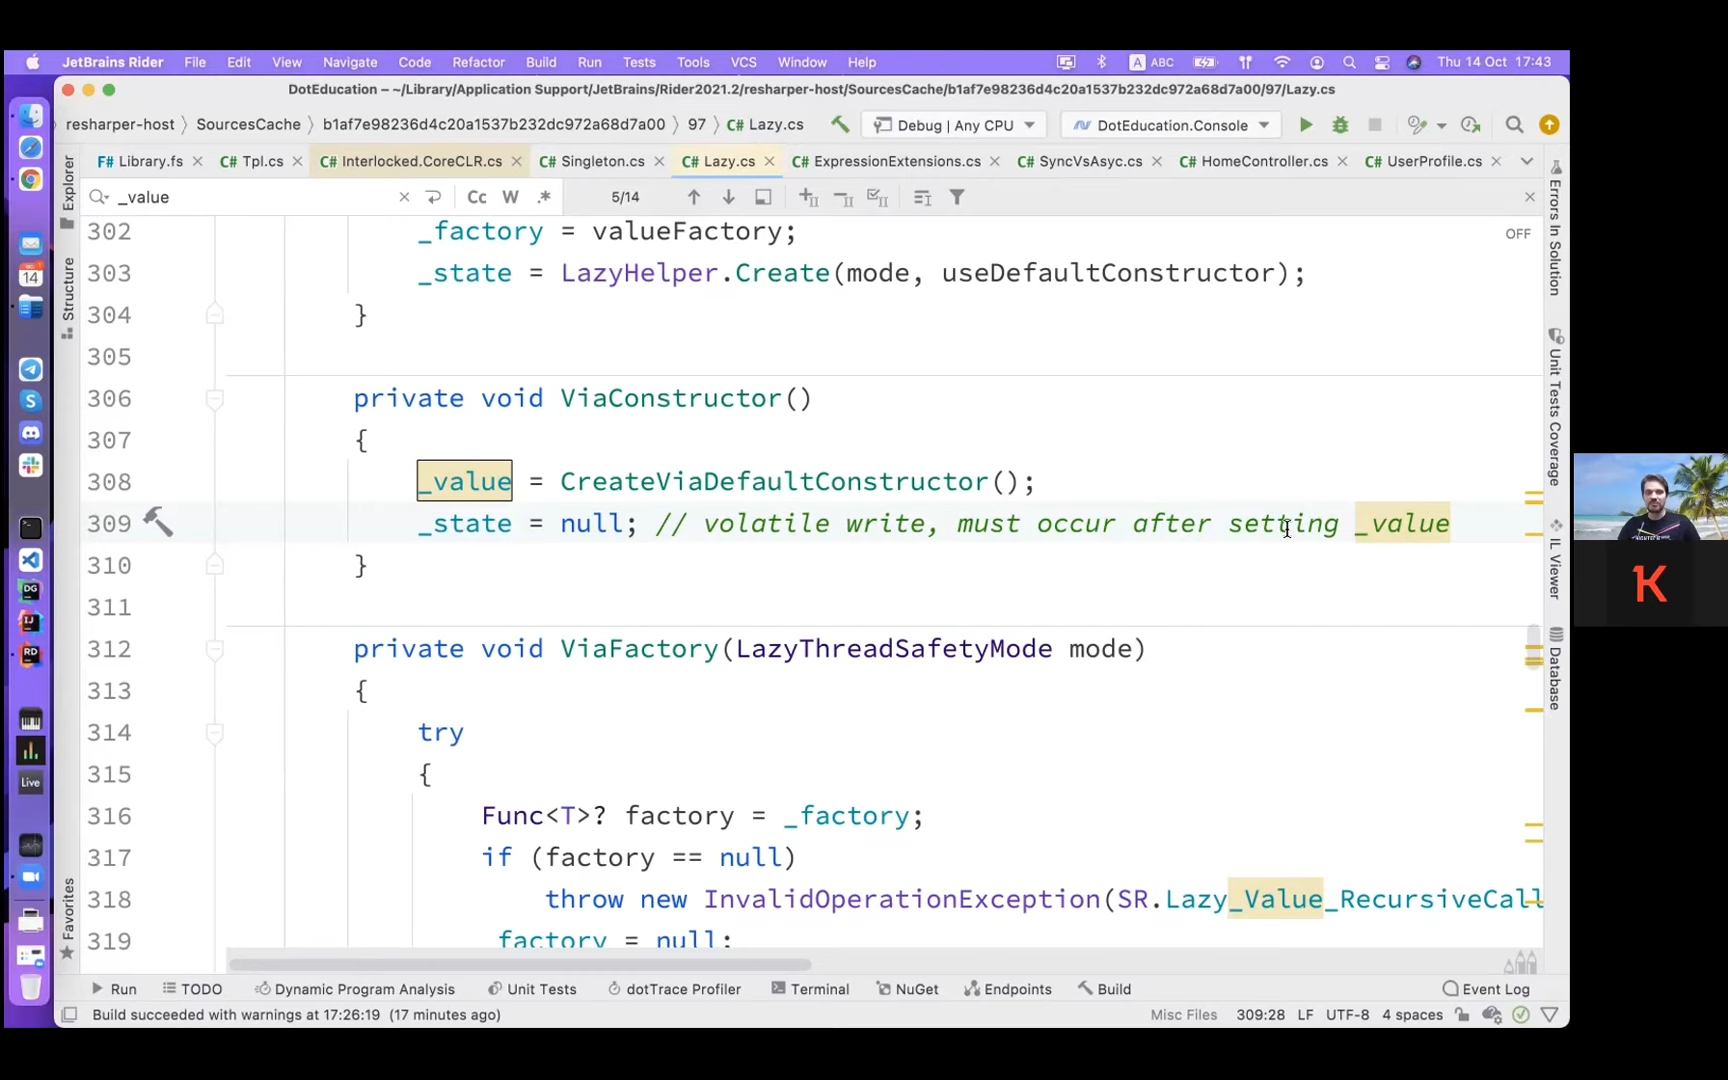 JetBrains Rider File Edit View Navigate Code Refactor Build Run Tests Tools VCS Window Help A ABC Thu 14 Oct 17:43
DotEducation – ~/Library/Application Support/JetBrains/Rider2021.2/resharper-host/SourcesCache/b1af7e98236d4c20a1537b232dc972a68d7a00/97/Lazy.cs
resharper-host SourcesCache b1af7e98236d4c20a1537b232dc972a68d7a00 97 C# Lazy.cs Debug | Any CPU DotEducation.Console
F# Library.fs C# Tpl.cs C# Interlocked.CoreCLR.cs C# Singleton.cs C# Lazy.cs C# ExpressionExtensions.cs C# SyncVsAsyc.cs C# HomeController.cs C# UserProfile.cs
_value Cc W .* 5/14
302 _factory = valueFactory; OFF
303 _state = LazyHelper.Create(mode, useDefaultConstructor);
304 }
305
306 private void ViaConstructor()
307 {
308 _value = CreateViaDefaultConstructor();
309 _state = null; // volatile write, must occur after setting _value
310 }
311
312 private void ViaFactory(LazyThreadSafetyMode mode)
313 {
314 try
315 {
316 Func<T>? factory = _factory;
317 if (factory == null)
318 throw new InvalidOperationException(SR.Lazy_Value_RecursiveCall
319 _factory = null;
Explorer
Structure
Favorites
Errors In Solution
Unit Tests Coverage
IL Viewer
Database
14
DG
IJ
RD
Live
K
Run TODO Dynamic Program Analysis Unit Tests dotTrace Profiler Terminal NuGet Endpoints Build Event Log
Build succeeded with warnings at 17:26:19 (17 minutes ago) Misc Files 309:28 LF UTF-8 4 spaces